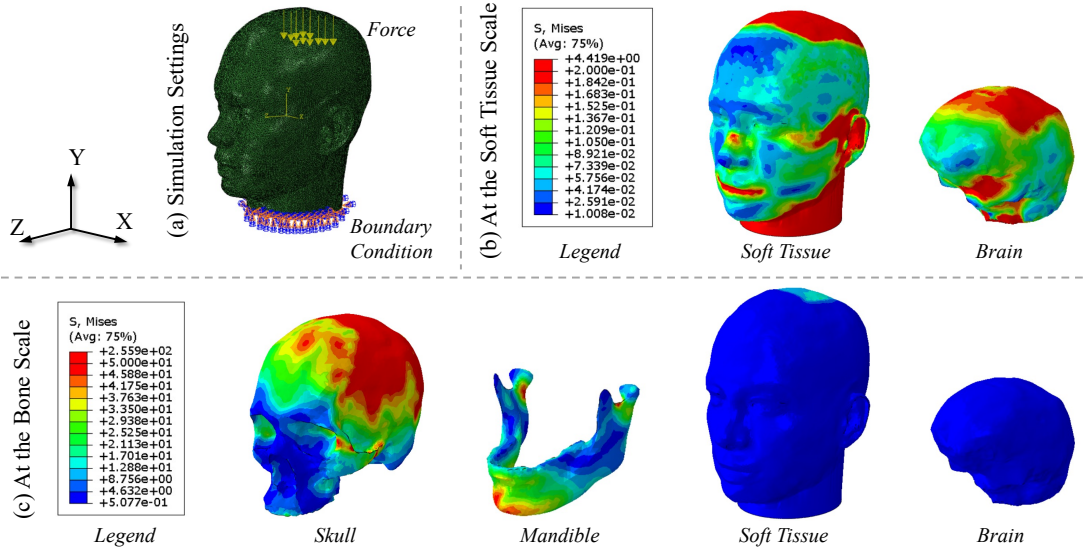 (a) Simulation Settings
Force
Boundary
Condition
Y
Z
X
Y
Z
X
(b) At the Soft Tissue Scale
S, Mises
(Avg: 75%)
+4.419e+00
+2.000e-01
+1.842e-01
+1.683e-01
+1.525e-01
+1.367e-01
+1.209e-01
+1.050e-01
+8.921e-02
+7.339e-02
+5.756e-02
+4.174e-02
+2.591e-02
+1.008e-02
Legend
Soft Tissue
Brain
(c) At the Bone Scale
S, Mises
(Avg: 75%)
+2.559e+02
+5.000e+01
+4.588e+01
+4.175e+01
+3.763e+01
+3.350e+01
+2.938e+01
+2.525e+01
+2.113e+01
+1.701e+01
+1.288e+01
+8.756e+00
+4.632e+00
+5.077e-01
Legend
Skull
Mandible
Soft Tissue
Brain